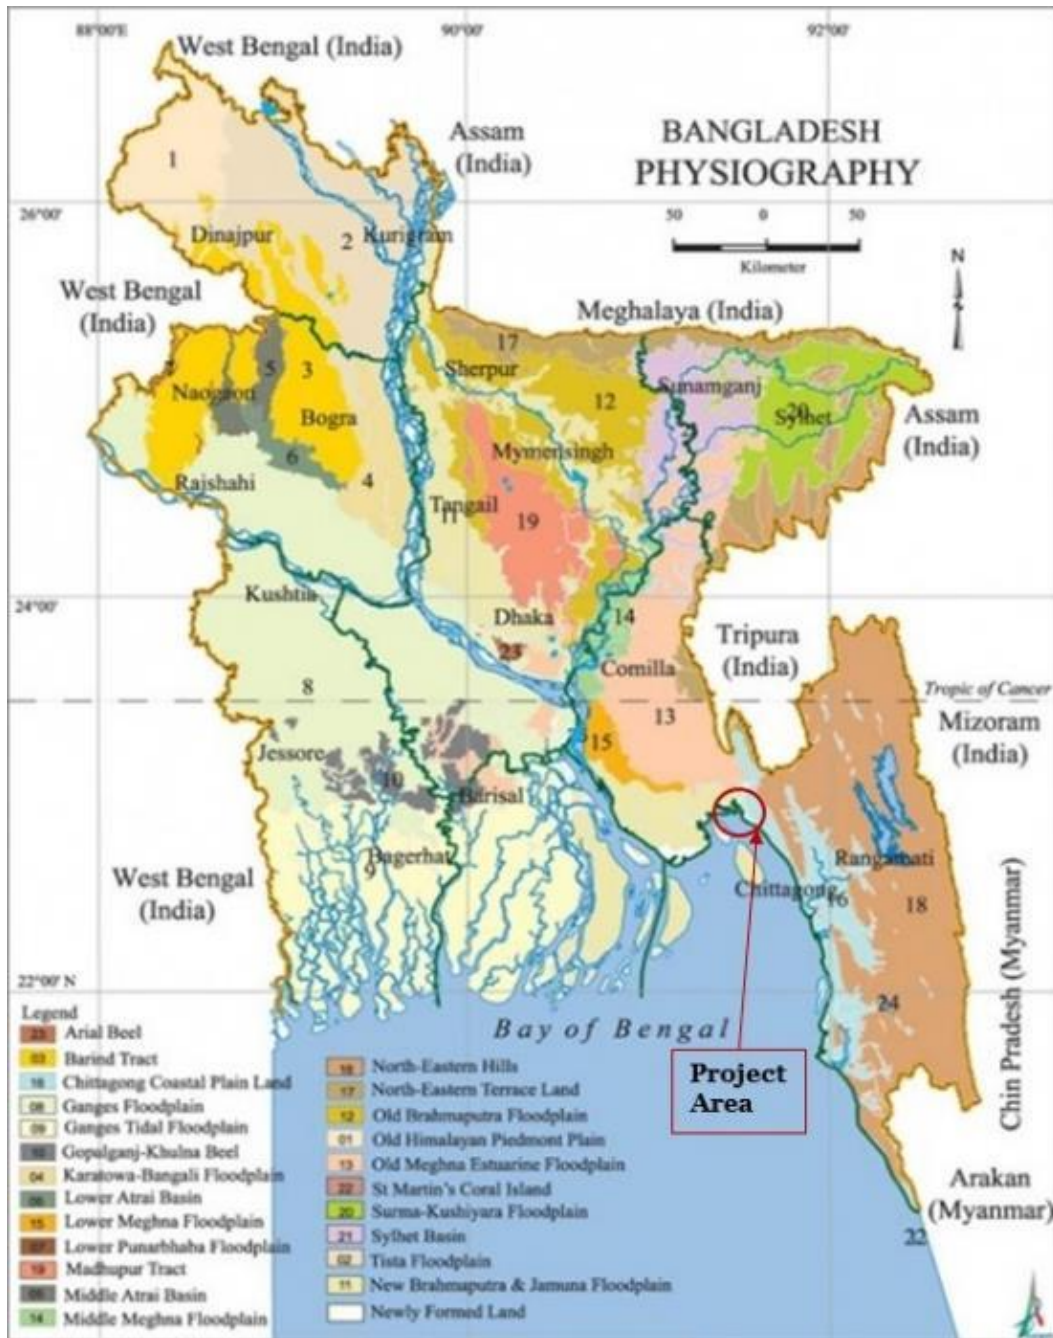 88°00'E
90°00'
92°00'
West Bengal (India)
Assam
(India)
BANGLADESH
PHYSIOGRAPHY
50 0 50
Kilometer
N
26°00'
1
2
Dinajpur
Kurigram
West Bengal
(India)
Meghalaya (India)
17
Sherpur
Sunamganj
Naogaon
5
3
12
20
Sylhet
Assam
(India)
Bogra
Mymensingh
6
4
Rajshahi
Tangail
11
19
Kushtia
24°00'
Dhaka
14
23
Tripura
(India)
Comilla
8
13
Tropic of Cancer
Mizoram
(India)
Jessore
15
10
Barisal
Bagerhat
9
Rangamati
Chittagong
16
18
West Bengal
(India)
Chin Pradesh (Myanmar)
22°00' N
24
Bay of Bengal
Project
Area
Arakan
(Myanmar)
22
Legend
23 Arial Beel
03 Barind Tract
16 Chittagong Coastal Plain Land
08 Ganges Floodplain
09 Ganges Tidal Floodplain
10 Gopalganj-Khulna Beel
04 Karatowa-Bangali Floodplain
06 Lower Atrai Basin
15 Lower Meghna Floodplain
07 Lower Punarbhaba Floodplain
19 Madhupur Tract
05 Middle Atrai Basin
14 Middle Meghna Floodplain
18 North-Eastern Hills
17 North-Eastern Terrace Land
12 Old Brahmaputra Floodplain
01 Old Himalayan Piedmont Plain
13 Old Meghna Estuarine Floodplain
22 St Martin's Coral Island
20 Surma-Kushiyara Floodplain
21 Sylhet Basin
02 Tista Floodplain
11 New Brahmaputra & Jamuna Floodplain
Newly Formed Land